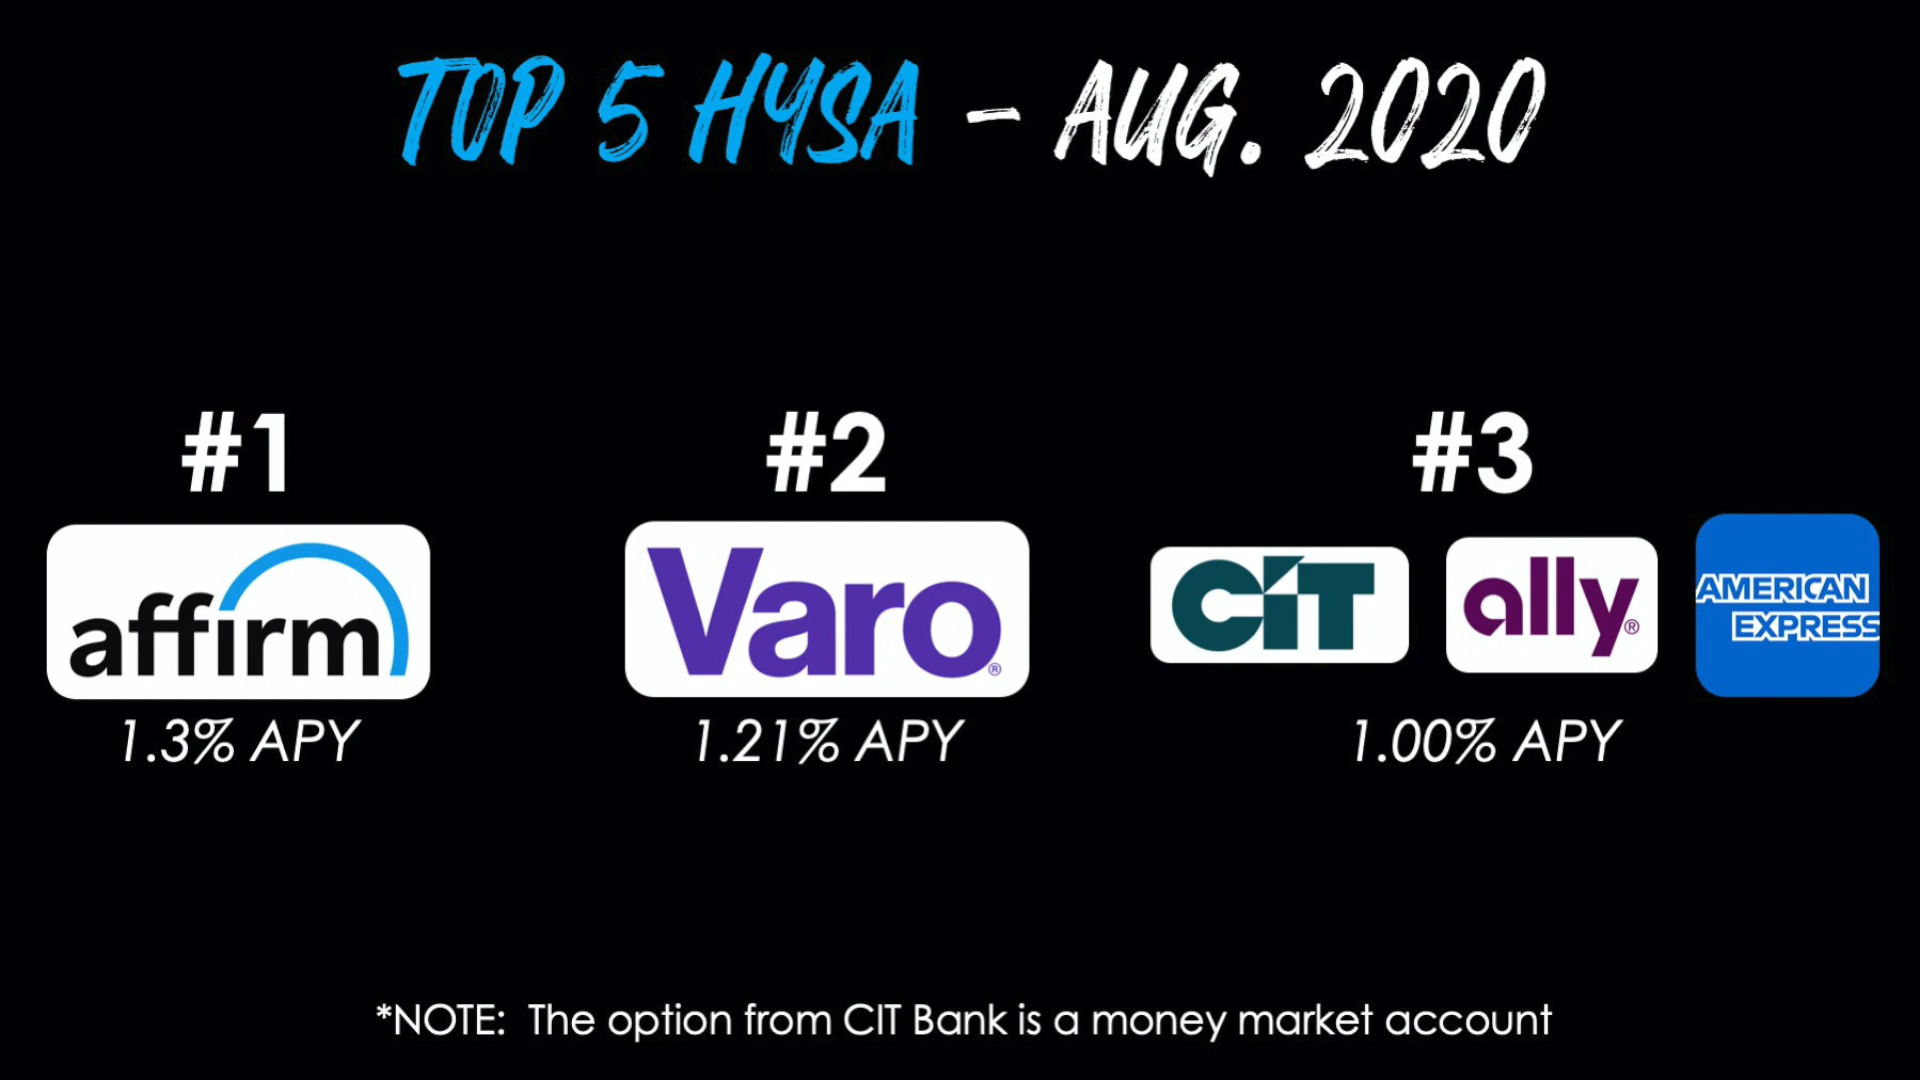 TOP 5 HYSA - AUG. 2020
#1
#2
#3
affirm
Varo®
CIT
ally®
AMERICAN
EXPRESS
1.3% APY
1.21% APY
1.00% APY
*NOTE: The option from CIT Bank is a money market account